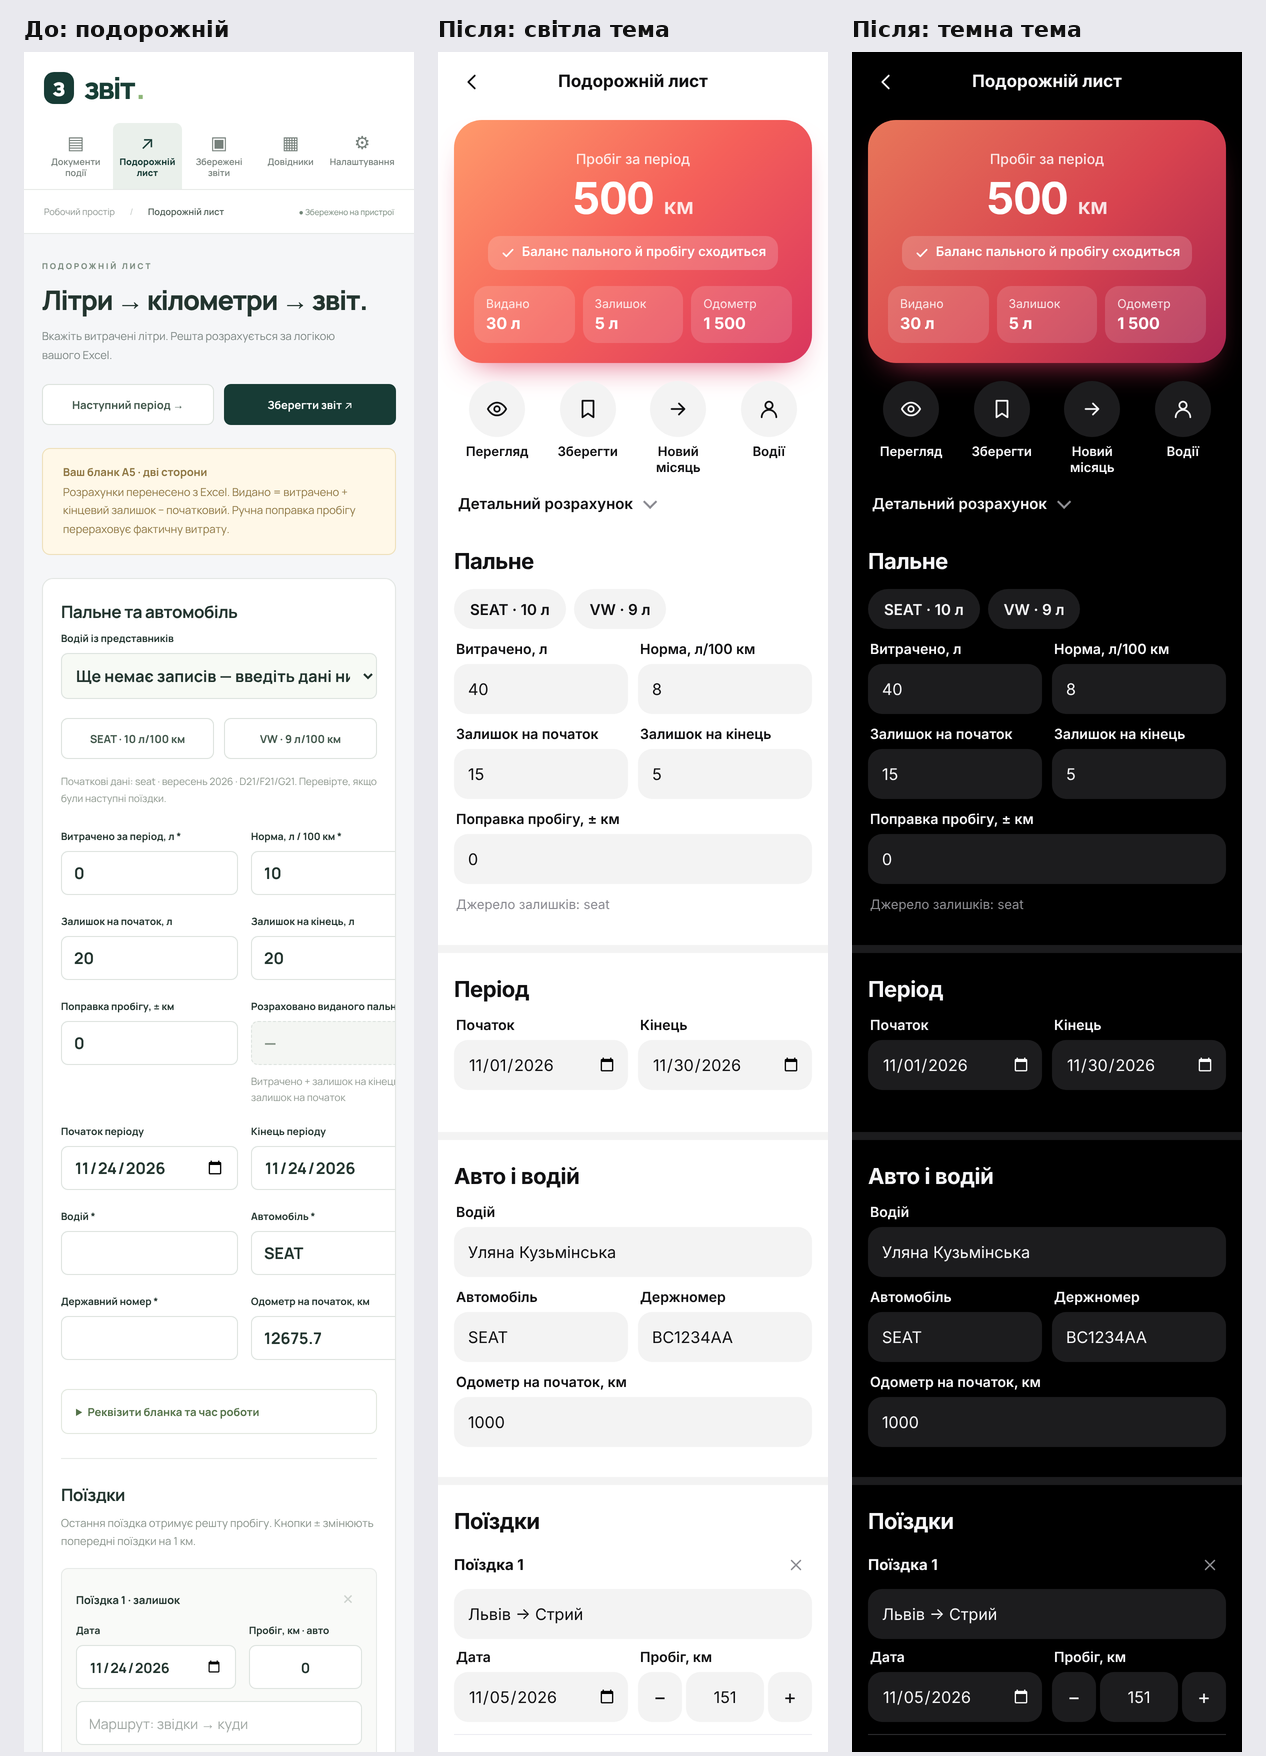 До: подорожній
З звіт.
Документи події
Подорожній лист
Збережені звіти
Довідники
Налаштування
Робочий простір / Подорожній лист
● Збережено на пристрої
ПОДОРОЖНІЙ ЛИСТ
Літри → кілометри → звіт.
Вкажіть витрачені літри. Решта розрахується за логікою
вашого Excel.
Наступний період →
Зберегти звіт ↗
Ваш бланк А5 · дві сторони
Розрахунки перенесено з Excel. Видано = витрачено +
кінцевий залишок − початковий. Ручна поправка пробігу
перераховує фактичну витрату.
Пальне та автомобіль
Водій із представників
Ще немає записів — введіть дані ни
SEAT · 10 л/100 км
VW · 9 л/100 км
Початкові дані: seat · вересень 2026 · D21/F21/G21. Перевірте, якщо
були наступні поїздки.
Витрачено за період, л *
Норма, л / 100 км *
0
10
Залишок на початок, л
Залишок на кінець, л
20
20
Поправка пробігу, ± км
Розраховано виданого пальн
0
—
Витрачено + залишок на кінець
залишок на початок
Початок періоду
Кінець періоду
11/24/2026
11/24/2026
Водій *
Автомобіль *
SEAT
Державний номер *
Одометр на початок, км
12675.7
▶ Реквізити бланка та час роботи
Поїздки
Остання поїздка отримує решту пробігу. Кнопки ± змінюють
попередні поїздки на 1 км.
Поїздка 1 · залишок ×
Дата
Пробіг, км · авто
11/24/2026
0
Маршрут: звідки → куди
Після: світла тема
Подорожній лист
Пробіг за період
500 км
Баланс пального й пробігу сходиться
Видано
30 л
Залишок
5 л
Одометр
1 500
Перегляд
Зберегти
Новий місяць
Водії
Детальний розрахунок
Пальне
SEAT · 10 л
VW · 9 л
Витрачено, л
Норма, л/100 км
40
8
Залишок на початок
Залишок на кінець
15
5
Поправка пробігу, ± км
0
Джерело залишків: seat
Період
Початок
Кінець
11/01/2026
11/30/2026
Авто і водій
Водій
Уляна Кузьмінська
Автомобіль
Держномер
SEAT
ВС1234АА
Одометр на початок, км
1000
Поїздки
Поїздка 1 ×
Львів → Стрий
Дата
Пробіг, км
11/05/2026
− 151 +
Після: темна тема
Подорожній лист
Пробіг за період
500 км
Баланс пального й пробігу сходиться
Видано
30 л
Залишок
5 л
Одометр
1 500
Перегляд
Зберегти
Новий місяць
Водії
Детальний розрахунок
Пальне
SEAT · 10 л
VW · 9 л
Витрачено, л
Норма, л/100 км
40
8
Залишок на початок
Залишок на кінець
15
5
Поправка пробігу, ± км
0
Джерело залишків: seat
Період
Початок
Кінець
11/01/2026
11/30/2026
Авто і водій
Водій
Уляна Кузьмінська
Автомобіль
Держномер
SEAT
ВС1234АА
Одометр на початок, км
1000
Поїздки
Поїздка 1 ×
Львів → Стрий
Дата
Пробіг, км
11/05/2026
− 151 +